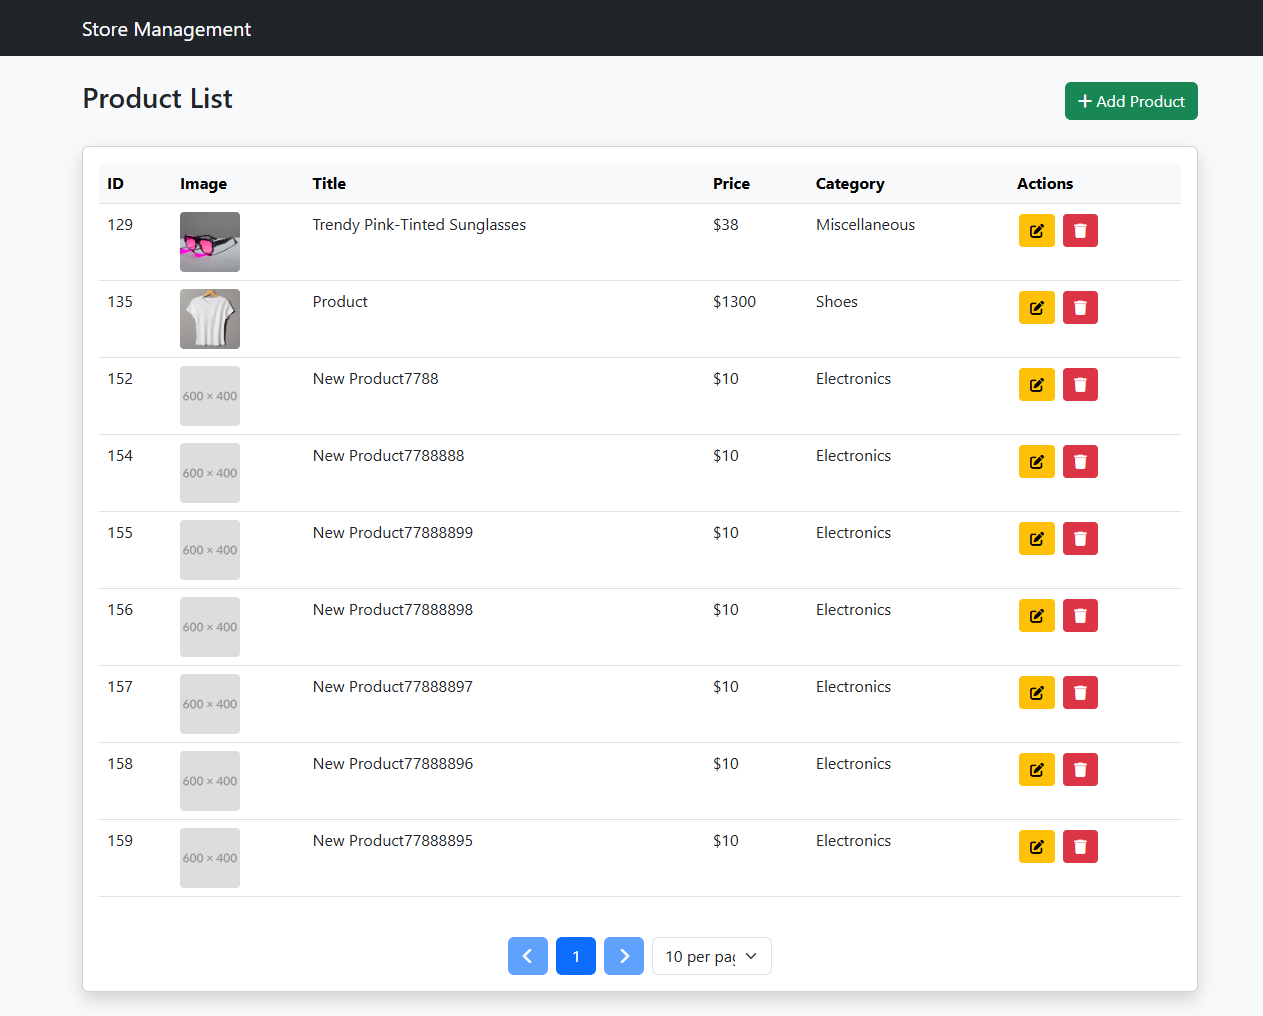 Store Management
Product List
Add Product
ID Image Title Price Category Actions
129 Trendy Pink-Tinted Sunglasses $38 Miscellaneous
135 Product $1300 Shoes
152 600 × 400 New Product7788 $10 Electronics
154 600 × 400 New Product7788888 $10 Electronics
155 600 × 400 New Product77888899 $10 Electronics
156 600 × 400 New Product77888898 $10 Electronics
157 600 × 400 New Product77888897 $10 Electronics
158 600 × 400 New Product77888896 $10 Electronics
159 600 × 400 New Product77888895 $10 Electronics
1 10 per pa